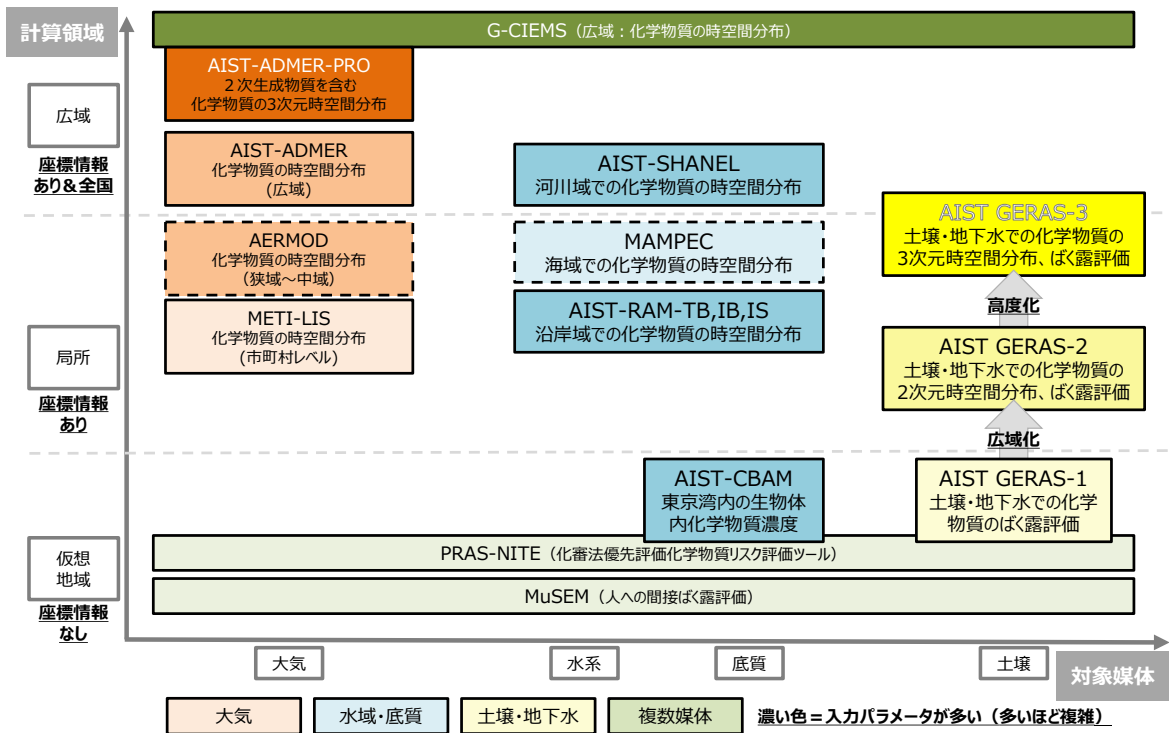 計算領域
G-CIEMS（広域：化学物質の時空間分布）
AIST-ADMER-PRO
２次生成物質を含む
化学物質の3次元時空間分布
広域
座標情報
あり&全国
AIST-ADMER
化学物質の時空間分布
(広域)
AIST-SHANEL
河川域での化学物質の時空間分布
AERMOD
化学物質の時空間分布
(狭域～中域)
MAMPEC
海域での化学物質の時空間分布
AIST GERAS-3
土壌・地下水での化学物質の
3次元時空間分布、ばく露評価
高度化
METI-LIS
化学物質の時空間分布
(市町村レベル)
AIST-RAM-TB,IB,IS
沿岸域での化学物質の時空間分布
局所
座標情報
あり
AIST GERAS-2
土壌・地下水での化学物質の
2次元時空間分布、ばく露評価
広域化
AIST-CBAM
東京湾内の生物体
内化学物質濃度
AIST GERAS-1
土壌・地下水での化学
物質のばく露評価
仮想
地域
座標情報
なし
PRAS-NITE（化審法優先評価化学物質リスク評価ツール）
MuSEM（人への間接ばく露評価）
大気
水系
底質
土壌
対象媒体
大気
水域・底質
土壌・地下水
複数媒体
濃い色＝入力パラメータが多い（多いほど複雑）